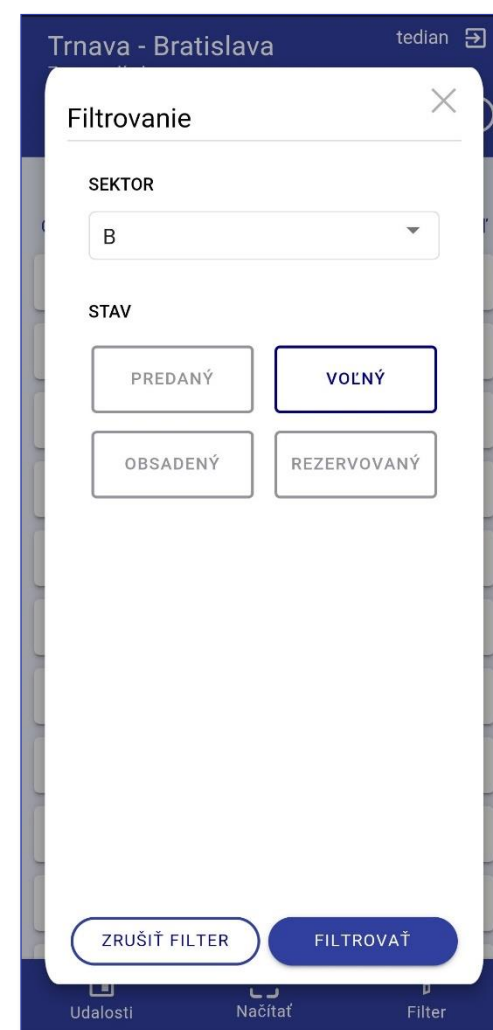 Trnava - Bratislava
tedian
Filtrovanie
SEKTOR
B
STAV
PREDANÝ
VOĽNÝ
OBSADENÝ
REZERVOVANÝ
ZRUŠIŤ FILTER
FILTROVAŤ
Udalosti
Načítať
Filter